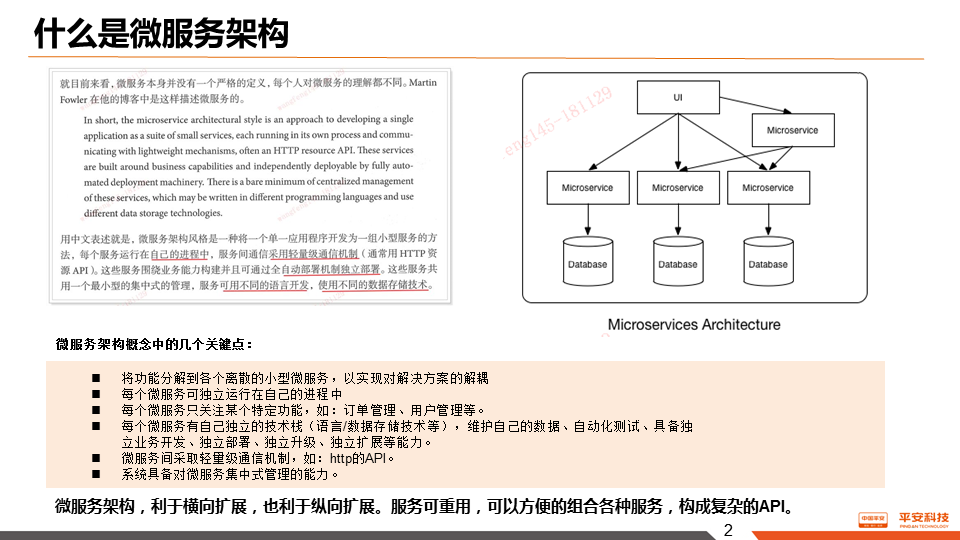 什么是微服务架构
就目前来看，微服务本身并没有一个严格的定义，每个人对微服务的理解都不同。Martin
Fowler 在他的博客中是这样描述微服务的。
In short, the microservice architectural style is an approach to developing a single
application as a suite of small services, each running in its own process and commu-
nicating with lightweight mechanisms, often an HTTP resource API. These services
are built around business capabilities and independently deployable by fully auto-
mated deployment machinery. There is a bare minimum of centralized management
of these services, which may be written in different programming languages and use
different data storage technologies.
用中文表述就是，微服务架构风格是一种将一个单一应用程序开发为一组小型服务的方
法，每个服务运行在自己的进程中，服务间通信采用轻量级通信机制（通常用 HTTP 资
源 API）。这些服务围绕业务能力构建并且可通过全自动部署机制独立部署。这些服务共
用一个最小型的集中式的管理，服务可用不同的语言开发，使用不同的数据存储技术。
eng145-181129
UI
Microservice
Microservice
Microservice
Microservice
Database
Database
Database
Microservices Architecture
微服务架构概念中的几个关键点：
■ 将功能分解到各个离散的小型微服务，以实现对解决方案的解耦
■ 每个微服务可独立运行在自己的进程中
■ 每个微服务只关注某个特定功能，如：订单管理、用户管理等。
■ 每个微服务有自己独立的技术栈（语言/数据存储技术等），维护自己的数据、自动化测试、具备独
立业务开发、独立部署、独立升级、独立扩展等能力。
■ 微服务间采取轻量级通信机制，如：http的API。
■ 系统具备对微服务集中式管理的能力。
微服务架构，利于横向扩展，也利于纵向扩展。服务可重用，可以方便的组合各种服务，构成复杂的API。
中国平安
平安科技
PINGAN TECHNOLOGY
2